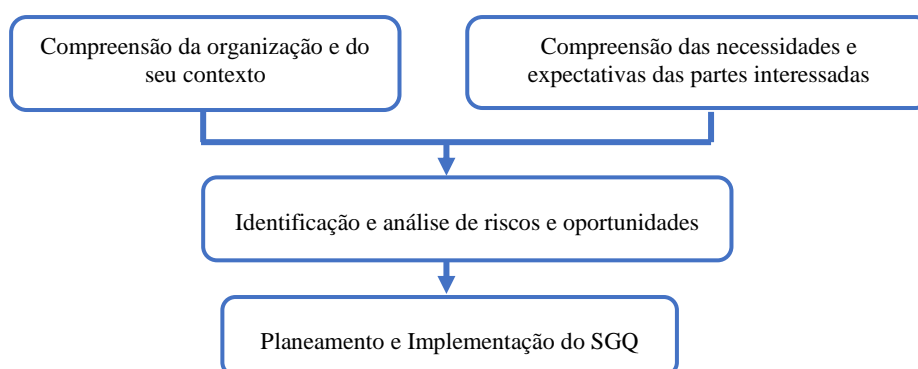 Compreensão da organização e do
seu contexto
Compreensão das necessidades e
expectativas das partes interessadas
Identificação e análise de riscos e oportunidades
Planeamento e Implementação do SGQ